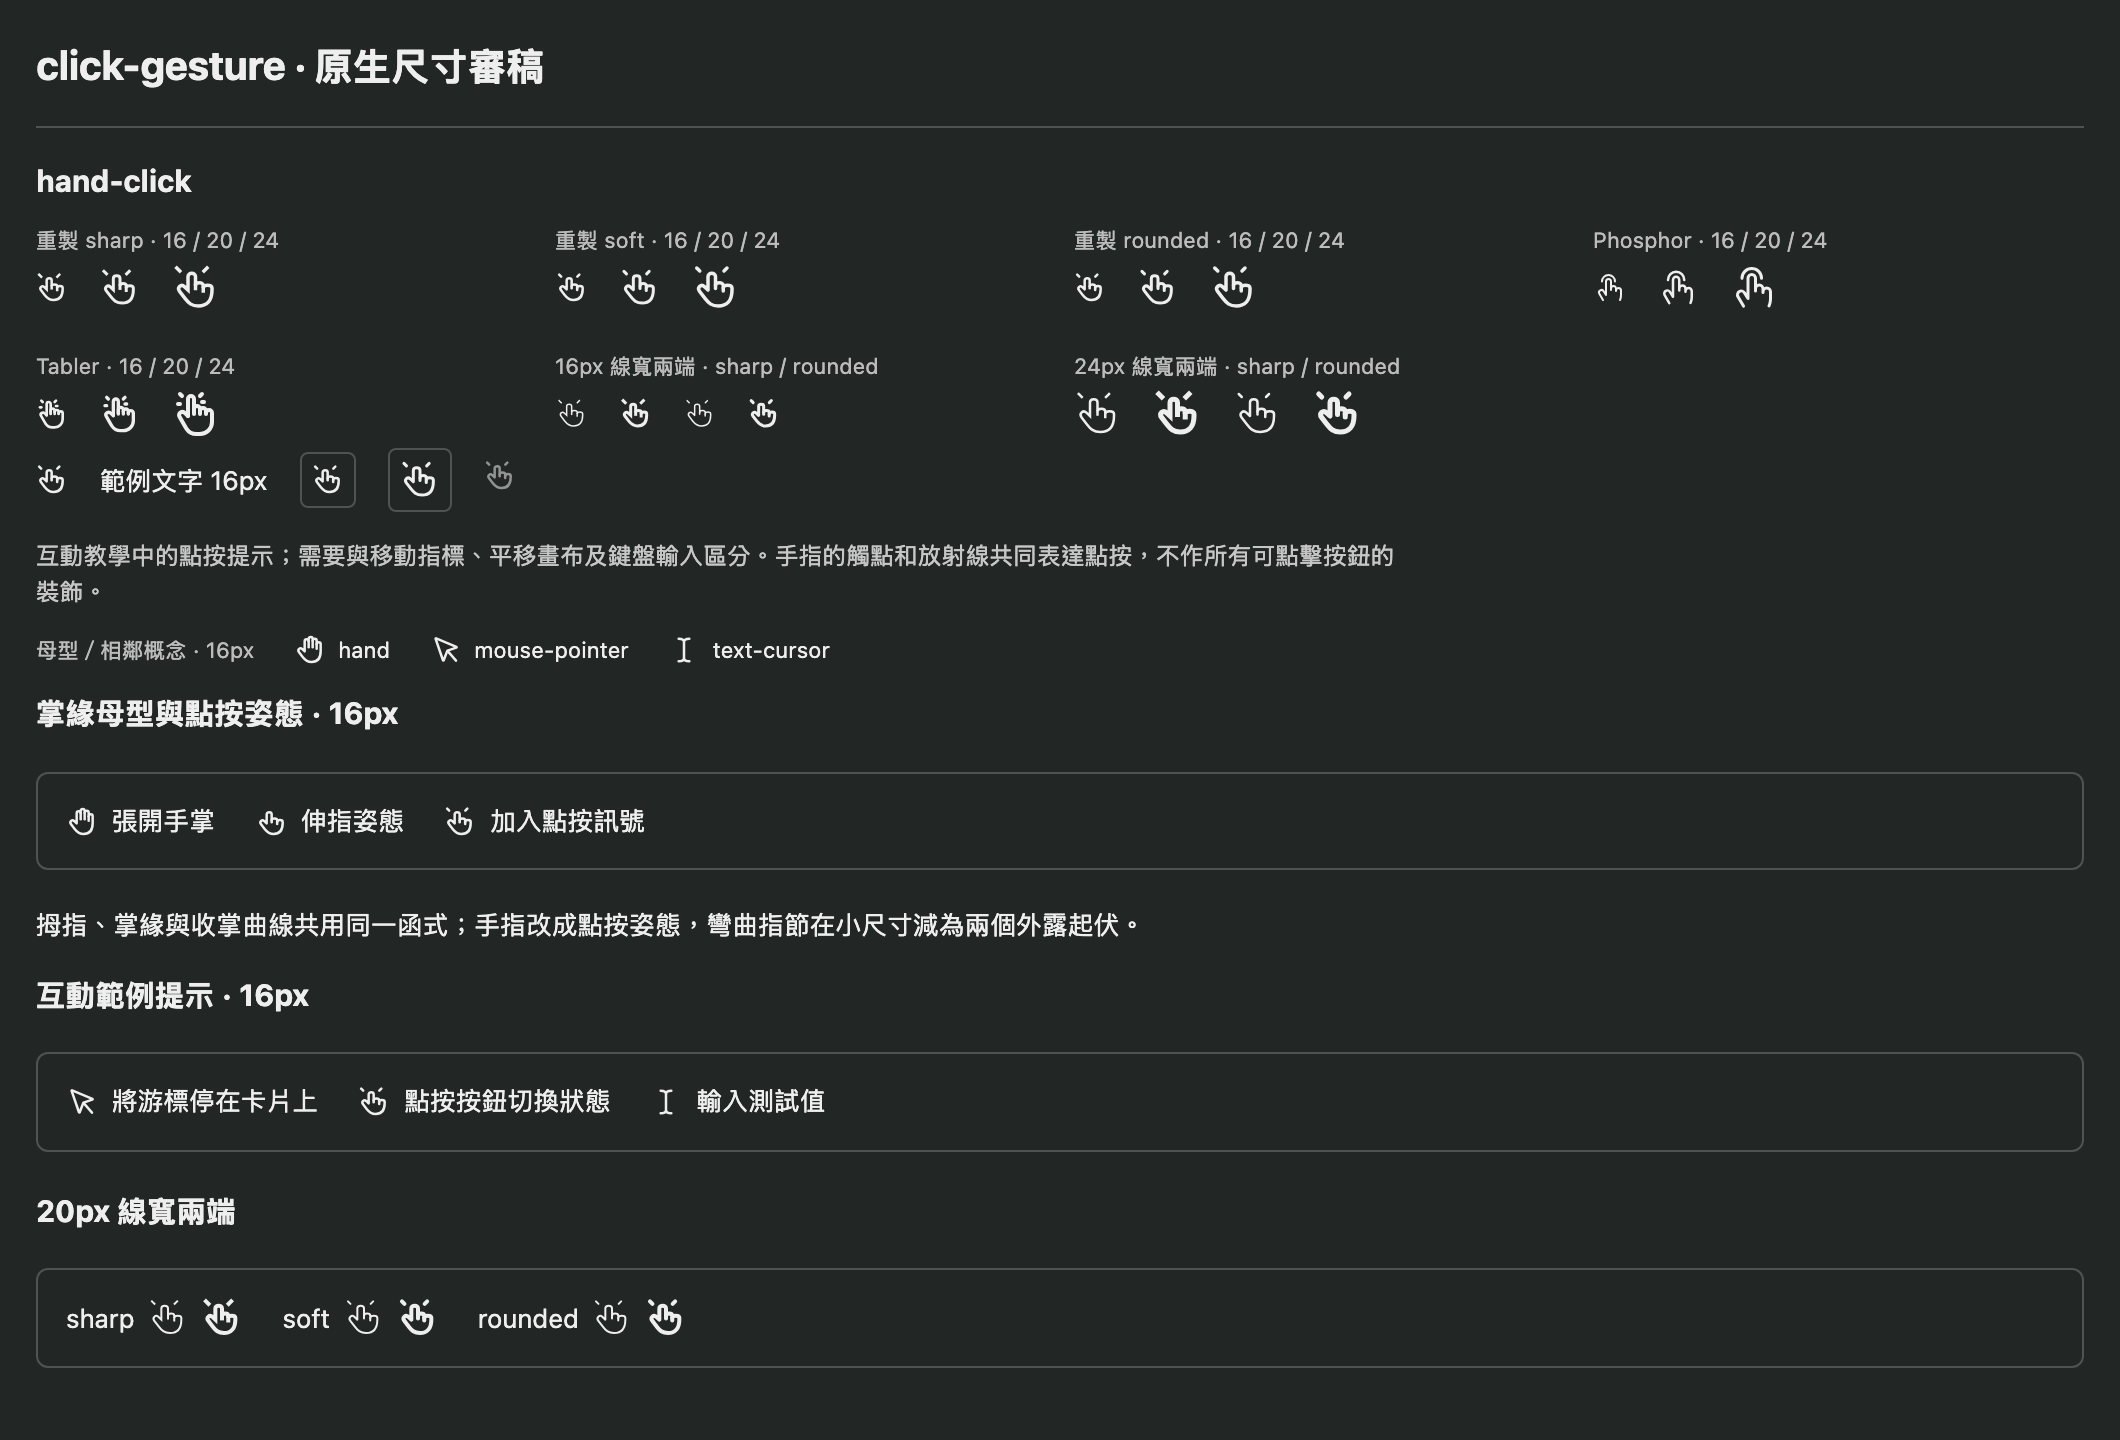 click-gesture · 原生尺寸審稿
hand-click
重製 sharp · 16 / 20 / 24
重製 soft · 16 / 20 / 24
重製 rounded · 16 / 20 / 24
Phosphor · 16 / 20 / 24
Tabler · 16 / 20 / 24
16px 線寬兩端 · sharp / rounded
24px 線寬兩端 · sharp / rounded
範例文字 16px
互動教學中的點按提示；需要與移動指標、平移畫布及鍵盤輸入區分。手指的觸點和放射線共同表達點按，不作所有可點擊按鈕的
裝飾。
母型 / 相鄰概念 · 16px
hand
mouse-pointer
text-cursor
掌緣母型與點按姿態 · 16px
張開手掌
伸指姿態
加入點按訊號
拇指、掌緣與收掌曲線共用同一函式；手指改成點按姿態，彎曲指節在小尺寸減為兩個外露起伏。
互動範例提示 · 16px
將游標停在卡片上
點按按鈕切換狀態
輸入測試值
20px 線寬兩端
sharp
soft
rounded